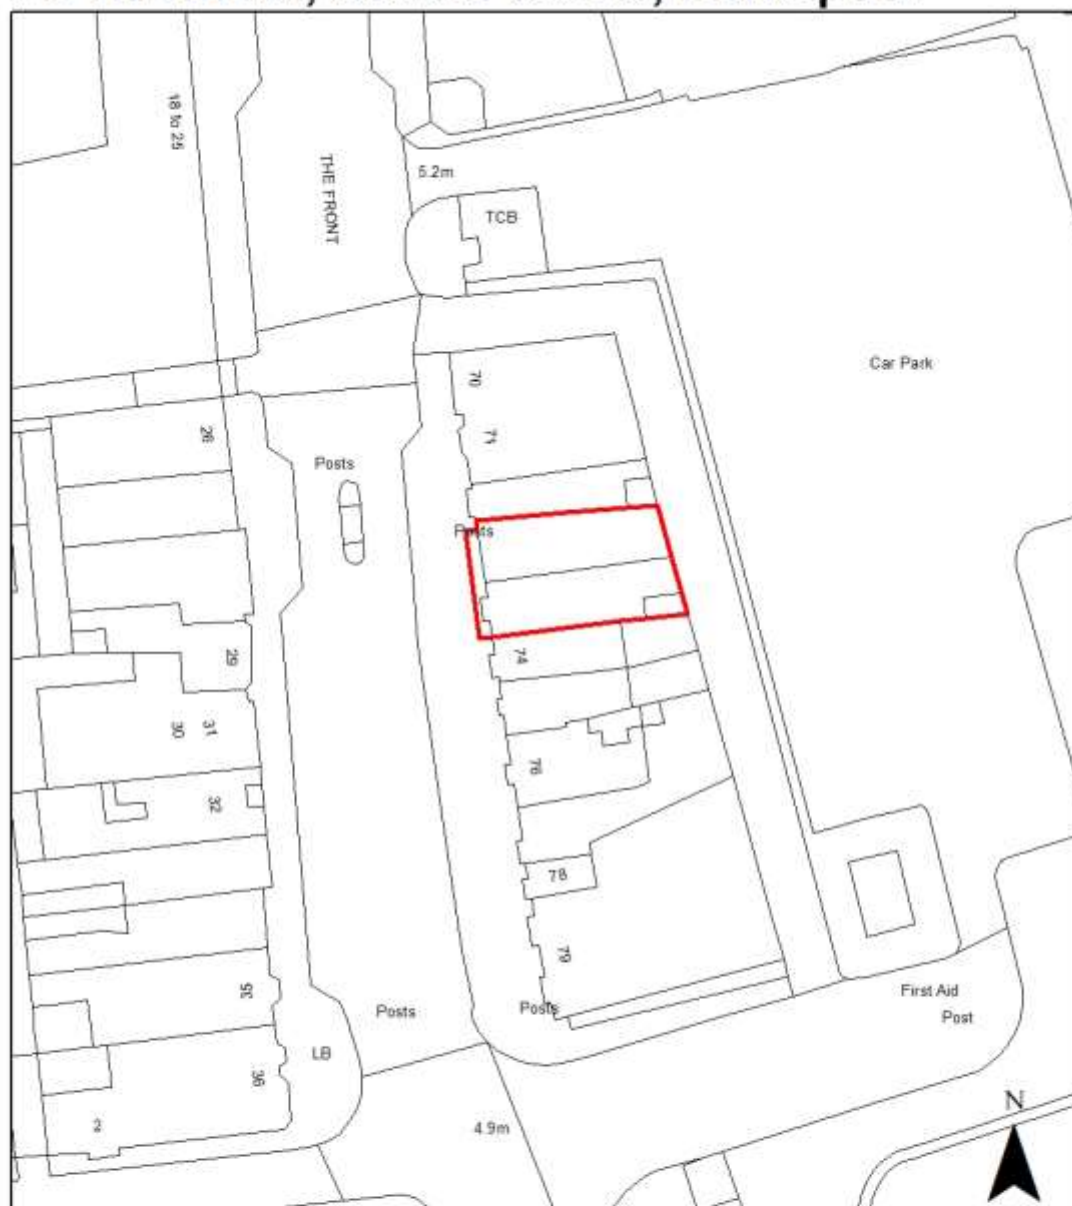 18 to 25
THE FRONT
5.2m
TCB
Car Park
70
71
26
Posts
Posts
74
29
30
31
76
32
78
79
35
Posts
Posts
First Aid
Post
LB
36
2
4.9m
N